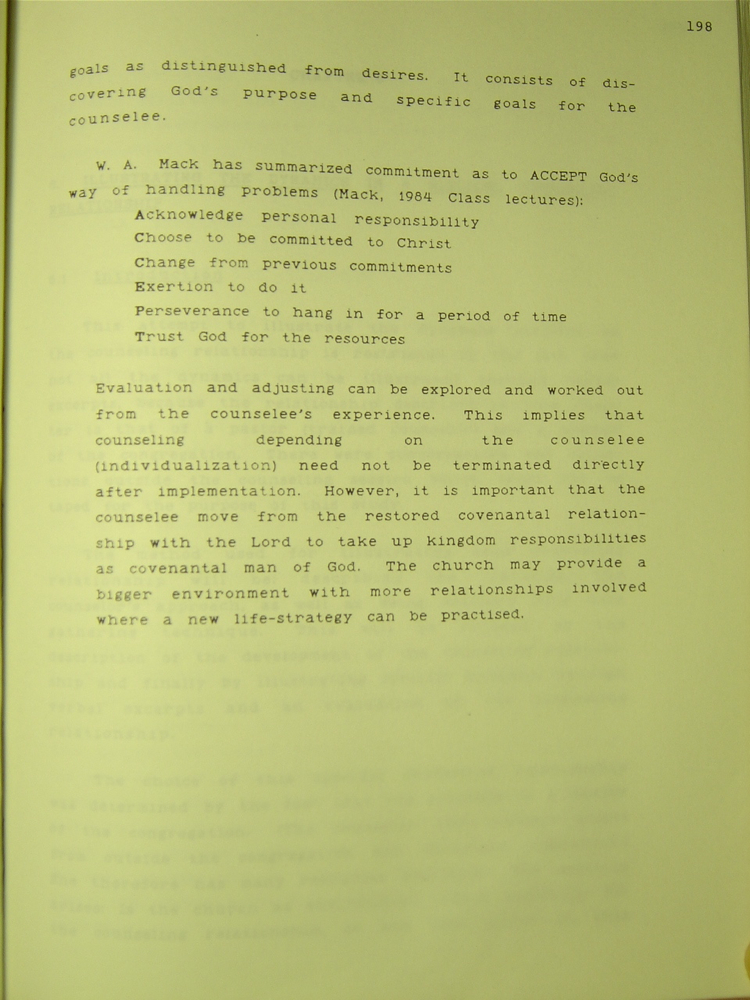 198
goals as distinguished from desires. It consists of dis-
covering God's purpose and specific goals for the
counselee.
W. A. Mack has summarized commitment as to ACCEPT God's
way of handling problems (Mack, 1984 Class lectures):
Acknowledge personal responsibility
Choose to be committed to Christ
Change from previous commitments
Exertion to do it
Perseverance to hang in for a period of time
Trust God for the resources
Evaluation and adjusting can be explored and worked out
from the counselee's experience. This implies that
counseling depending on the counselee
(individualization) need not be terminated directly
after implementation. However, it is important that the
counselee move from the restored covenantal relation-
ship with the Lord to take up kingdom responsibilities
as covenantal man of God. The church may provide a
bigger environment with more relationships involved
where a new life-strategy can be practised.